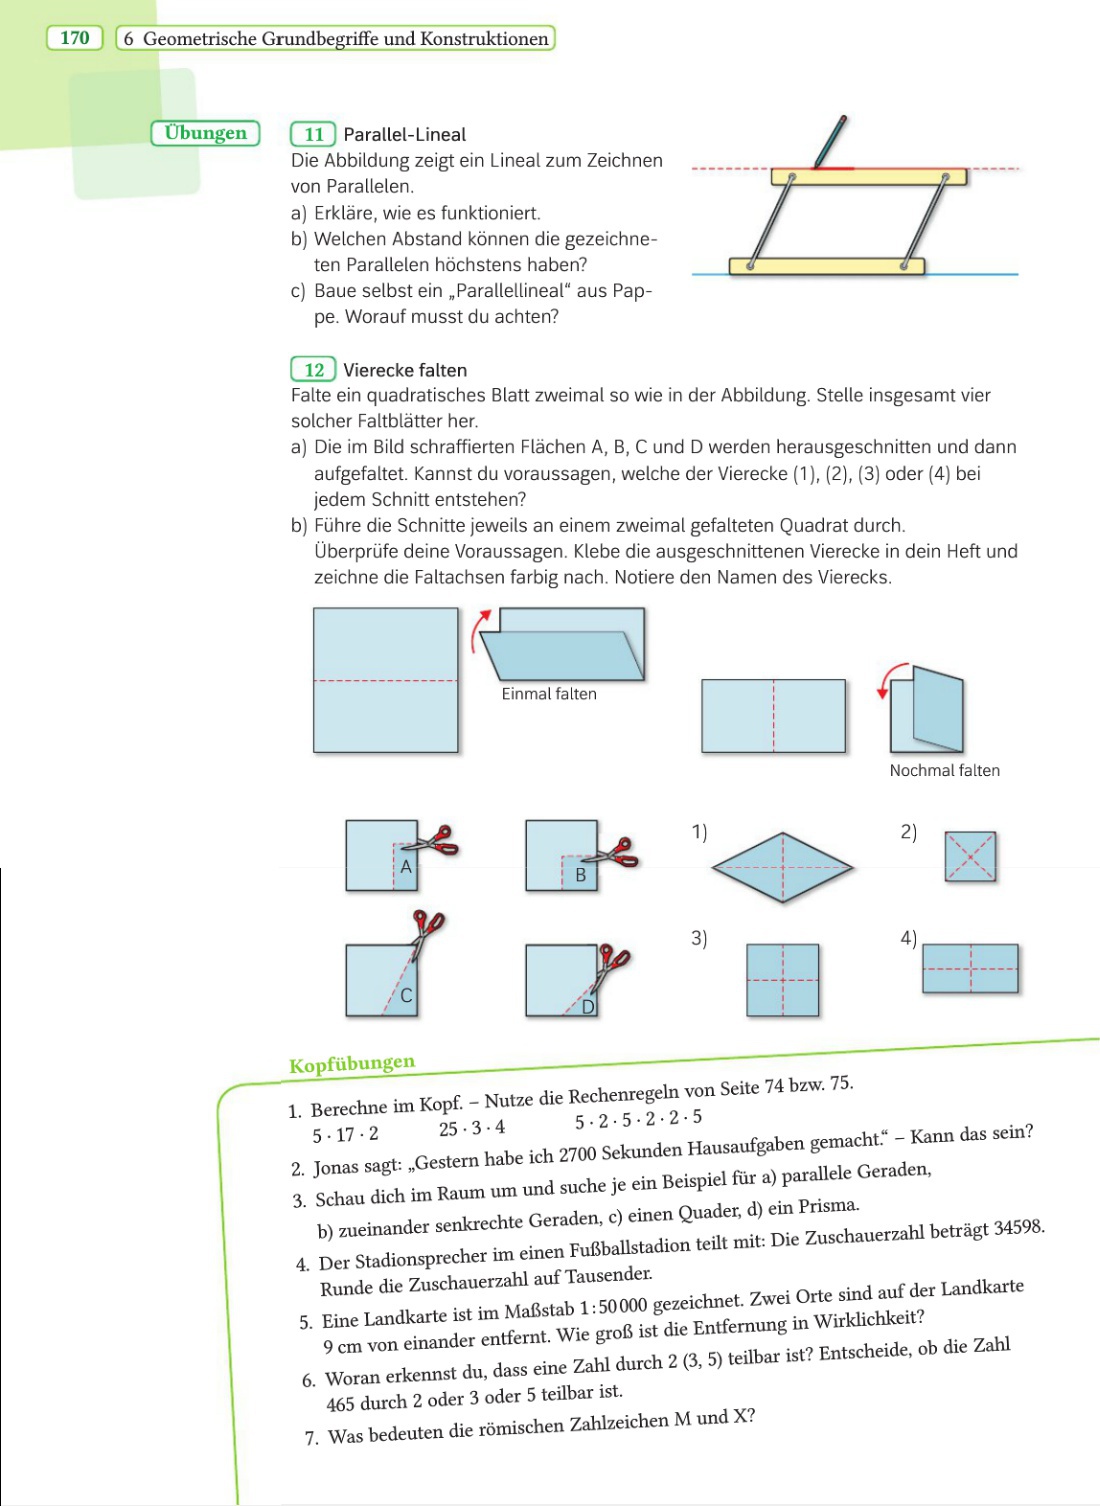 170
6 Geometrische Grundbegriffe und Konstruktionen
Übungen
11 Parallel-Lineal
Die Abbildung zeigt ein Lineal zum Zeichnen
von Parallelen.
a) Erkläre, wie es funktioniert.
b) Welchen Abstand können die gezeichne-
ten Parallelen höchstens haben?
c) Baue selbst ein „Parallellineal“ aus Pap-
pe. Worauf musst du achten?
12 Vierecke falten
Falte ein quadratisches Blatt zweimal so wie in der Abbildung. Stelle insgesamt vier
solcher Faltblätter her.
a) Die im Bild schraffierten Flächen A, B, C und D werden herausgeschnitten und dann
aufgefaltet. Kannst du voraussagen, welche der Vierecke (1), (2), (3) oder (4) bei
jedem Schnitt entstehen?
b) Führe die Schnitte jeweils an einem zweimal gefalteten Quadrat durch.
Überprüfe deine Voraussagen. Klebe die ausgeschnittenen Vierecke in dein Heft und
zeichne die Faltachsen farbig nach. Notiere den Namen des Vierecks.
Einmal falten
Nochmal falten
A
B
1)
2)
C
D
3)
4)
Kopfübungen
1. Berechne im Kopf. – Nutze die Rechenregeln von Seite 74 bzw. 75.
5 · 17 · 2 25 · 3 · 4 5 · 2 · 5 · 2 · 2 · 5
2. Jonas sagt: „Gestern habe ich 2700 Sekunden Hausaufgaben gemacht.“ – Kann das sein?
3. Schau dich im Raum um und suche je ein Beispiel für a) parallele Geraden,
b) zueinander senkrechte Geraden, c) einen Quader, d) ein Prisma.
4. Der Stadionsprecher im einen Fußballstadion teilt mit: Die Zuschauerzahl beträgt 34598.
Runde die Zuschauerzahl auf Tausender.
5. Eine Landkarte ist im Maßstab 1:50 000 gezeichnet. Zwei Orte sind auf der Landkarte
9 cm von einander entfernt. Wie groß ist die Entfernung in Wirklichkeit?
6. Woran erkennst du, dass eine Zahl durch 2 (3, 5) teilbar ist? Entscheide, ob die Zahl
465 durch 2 oder 3 oder 5 teilbar ist.
7. Was bedeuten die römischen Zahlzeichen M und X?